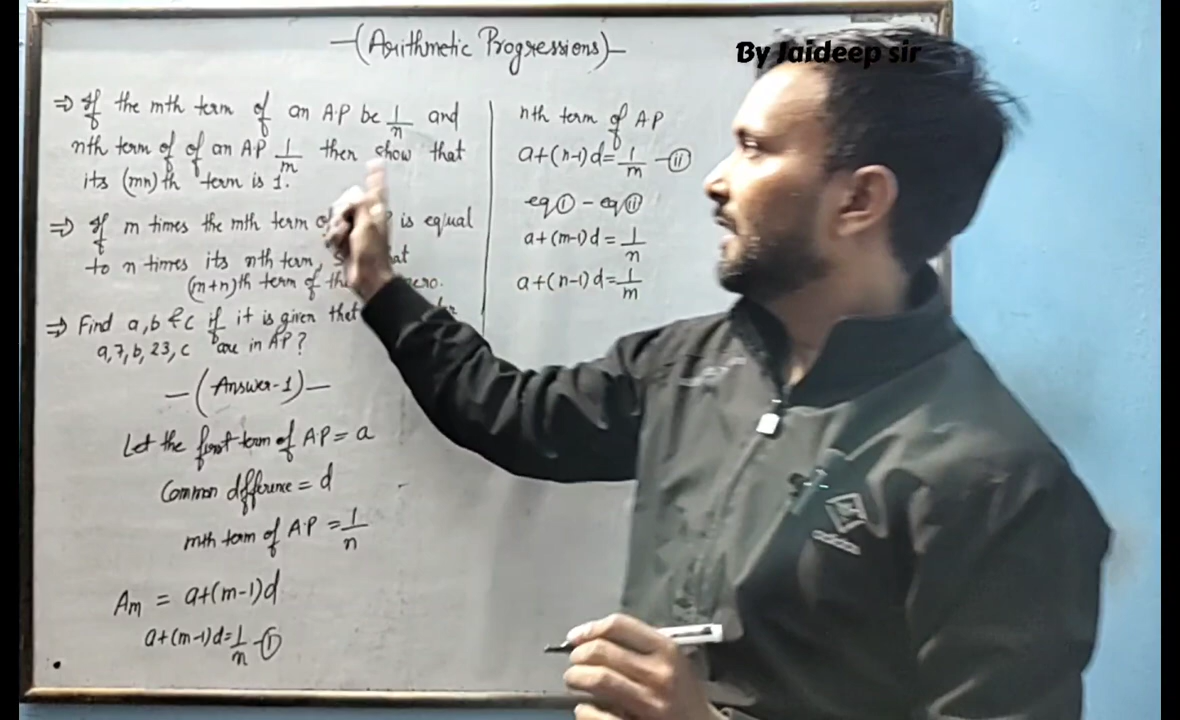 (Arithmetic Progressions)
By Jaideep sir
⇒ If the mth term of an A.P be 1/n and
nth term of of an AP 1/m then show that
its (mn)th term is 1.
⇒ If m times the mth term is equal
to n times its nth term,
(m+n)th term of
⇒ Find a, b & c if it is given that
a, 7, b, 23, c are in AP?
(Answer-1)
Let the first term of A.P = a
Common difference = d
mth term of A.P = 1/n
Am = a+(m-1)d
a+(m-1)d = 1/n - (i)
nth term of AP
a+(n-1)d = 1/m - (ii)
eq (i) - eq (ii)
a+(m-1)d = 1/n
a+(n-1)d = 1/m
adidas